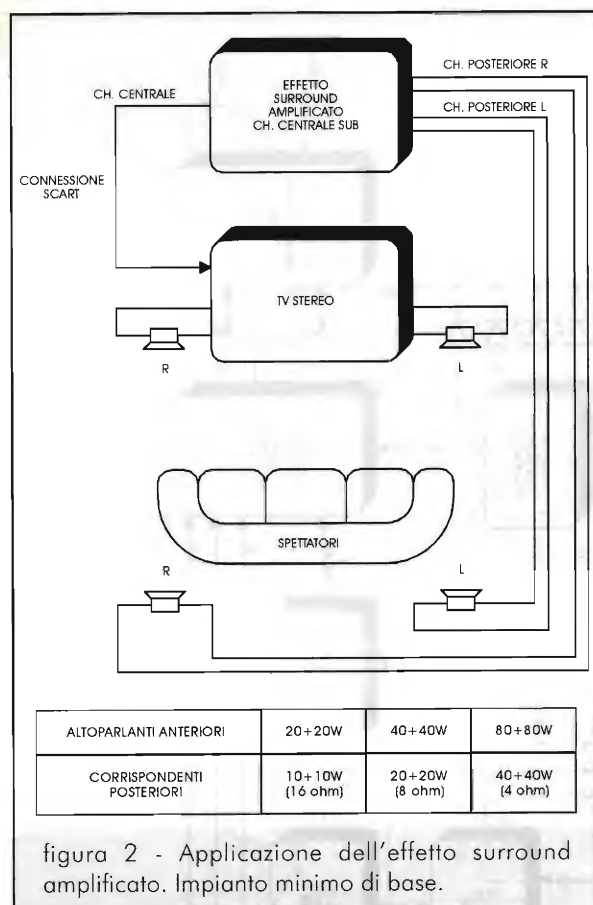 EFFETTO
SURROUND
AMPLIFICATO
CH. CENTRALE SUB
CH. CENTRALE
CH. POSTERIORE R
CH. POSTERIORE L
CONNESSIONE
SCART
TV STEREO
R
L
SPETTATORI
R
L
ALTOPARLANTI ANTERIORI 20+20W 40+40W 80+80W
CORRISPONDENTI
POSTERIORI
10+10W
(16 ohm)
20+20W
(8 ohm)
40+40W
(4 ohm)
figura 2 - Applicazione dell'effetto surround
amplificato. Impianto minimo di base.